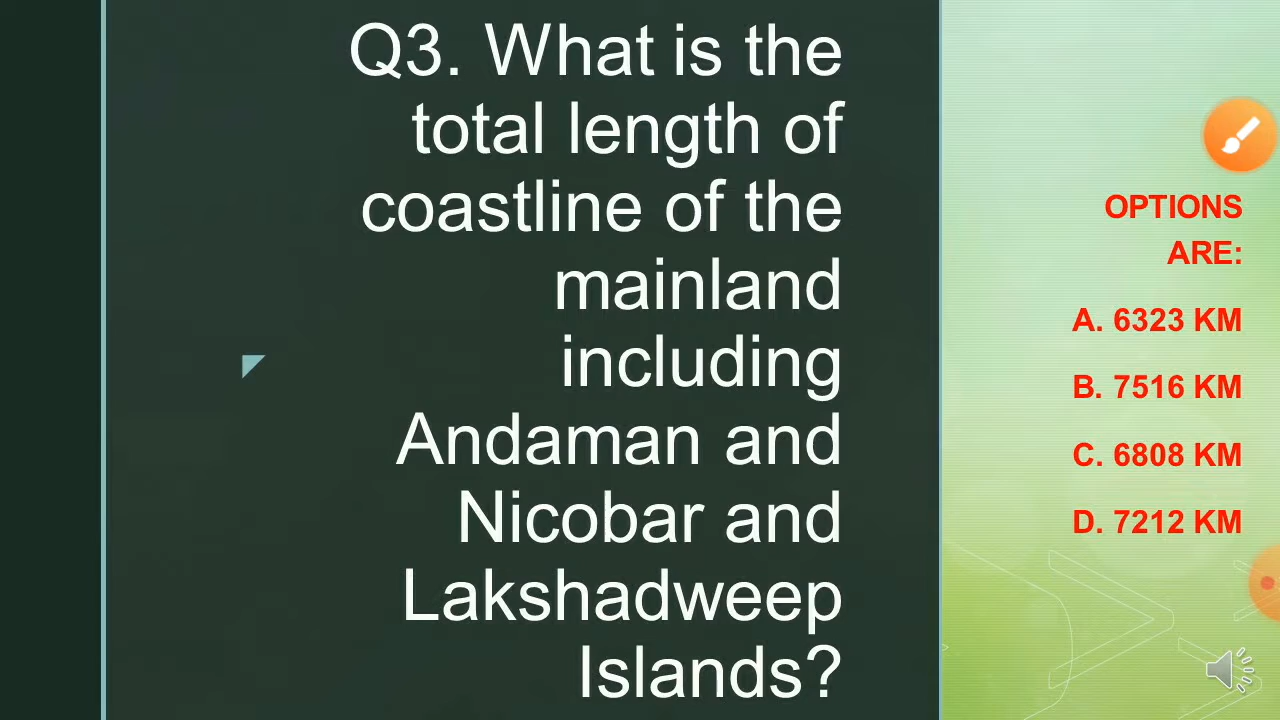 Q3. What is the
total length of
coastline of the
mainland
including
Andaman and
Nicobar and
Lakshadweep
Islands?
OPTIONS
ARE:
A. 6323 KM
B. 7516 KM
C. 6808 KM
D. 7212 KM